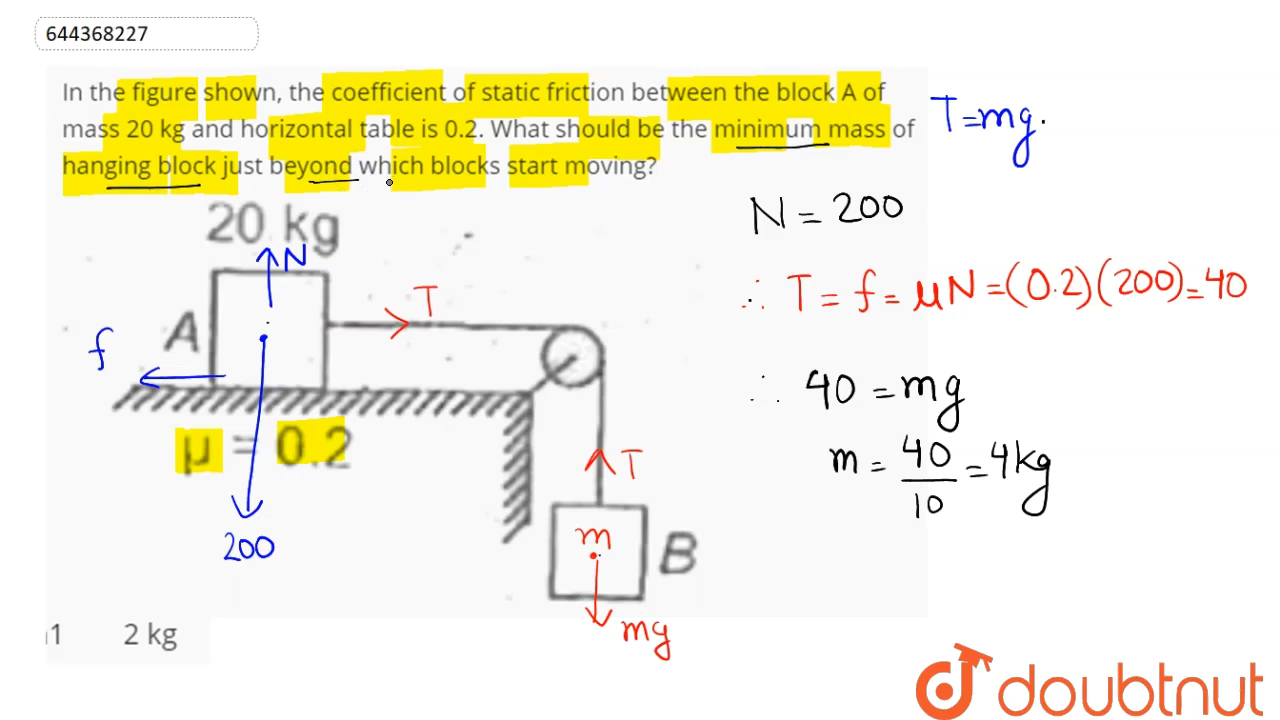 644368227
In the figure shown, the coefficient of static friction between the block A of
mass 20 kg and horizontal table is 0.2. What should be the minimum mass of
hanging block just beyond which blocks start moving?
T=mg.
N = 200
∴ T = f = μN = (0.2)(200) = 40
∴ 40 = mg
m = 40/10 = 4kg
20 kg
N
T
f
A
μ = 0.2
200
T
m
B
mg
1 2 kg
doubtnut